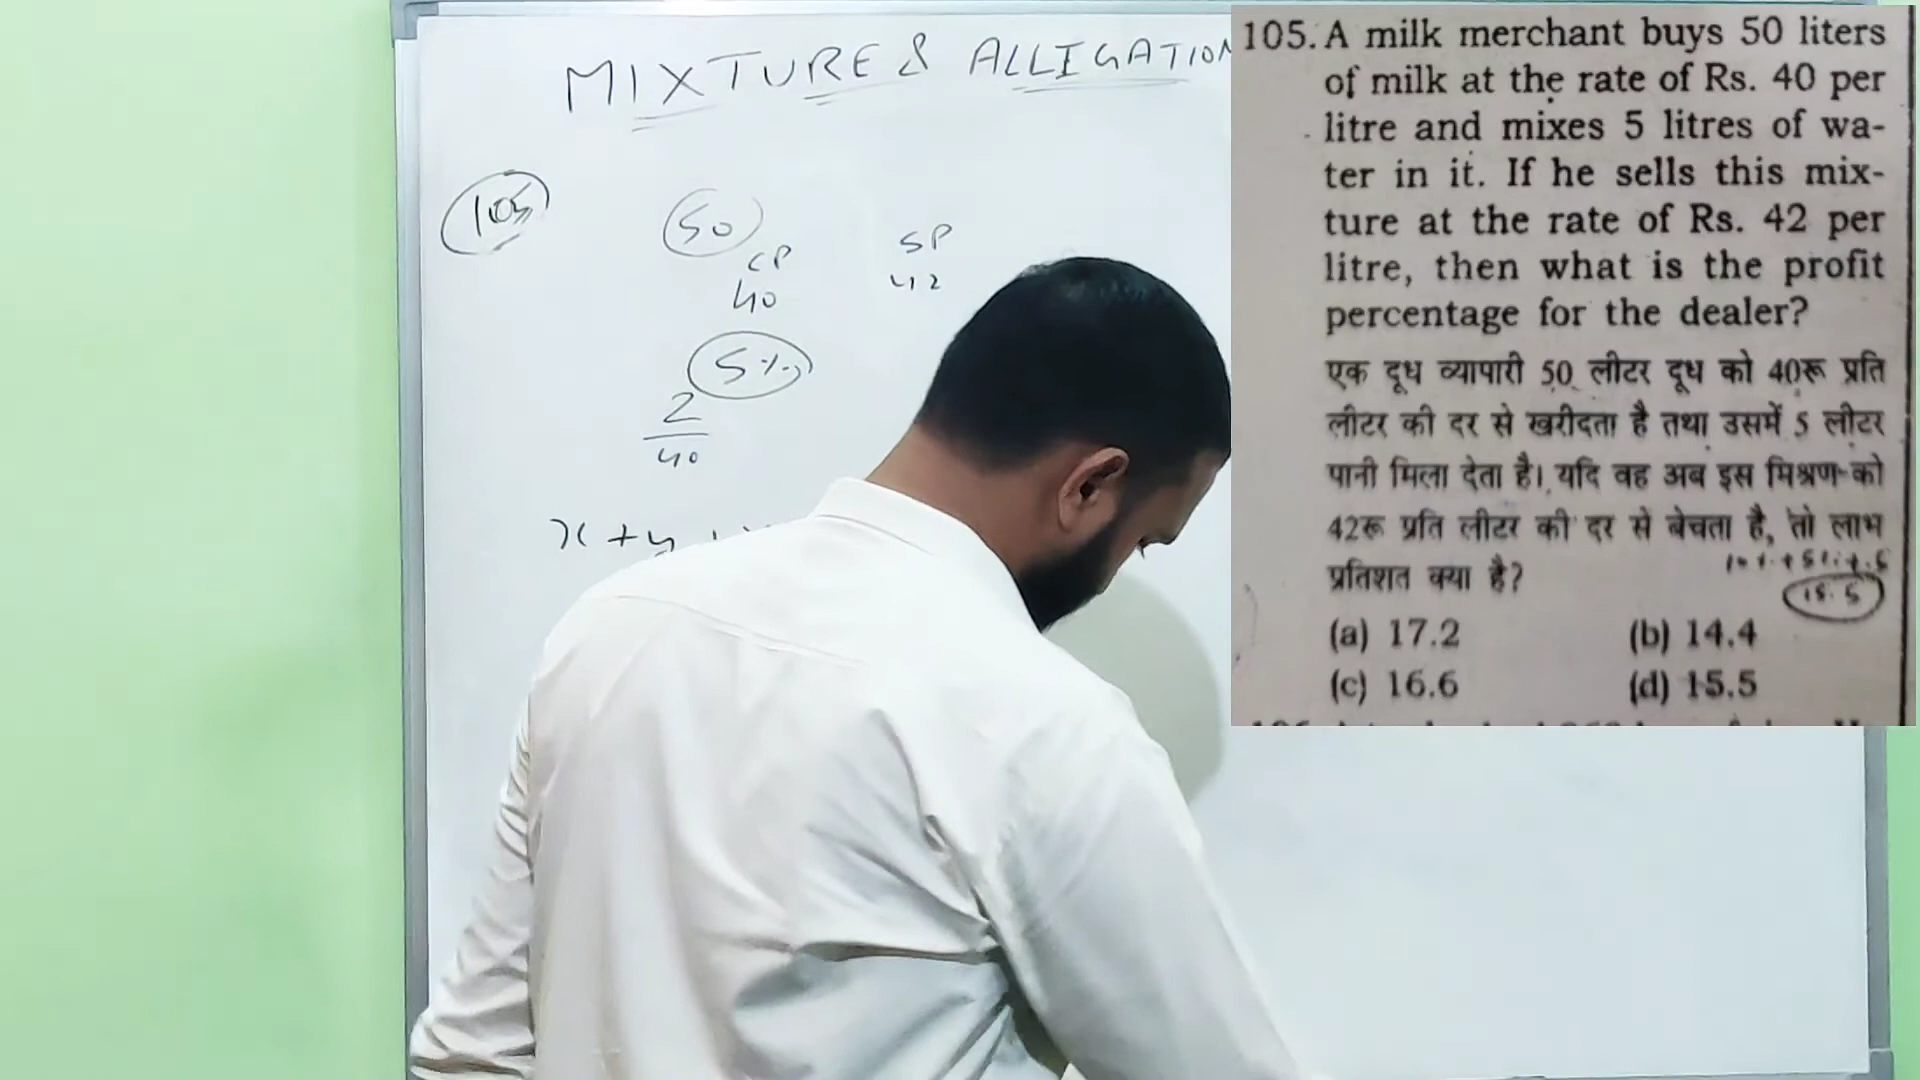 MIXTURE & ALLIGATION
105
50
CP
40
SP
42
5%
2
40
x + y +
105. A milk merchant buys 50 liters
of milk at the rate of Rs. 40 per
litre and mixes 5 litres of wa-
ter in it. If he sells this mix-
ture at the rate of Rs. 42 per
litre, then what is the profit
percentage for the dealer?
एक दूध व्यापारी 50 लीटर दूध को 40रू प्रति
लीटर की दर से खरीदता है तथा उसमें 5 लीटर
पानी मिला देता है। यदि वह अब इस मिश्रण को
42रू प्रति लीटर की दर से बेचता है, तो लाभ
प्रतिशत क्या है?
15.5
(a) 17.2 (b) 14.4
(c) 16.6 (d) 15.5